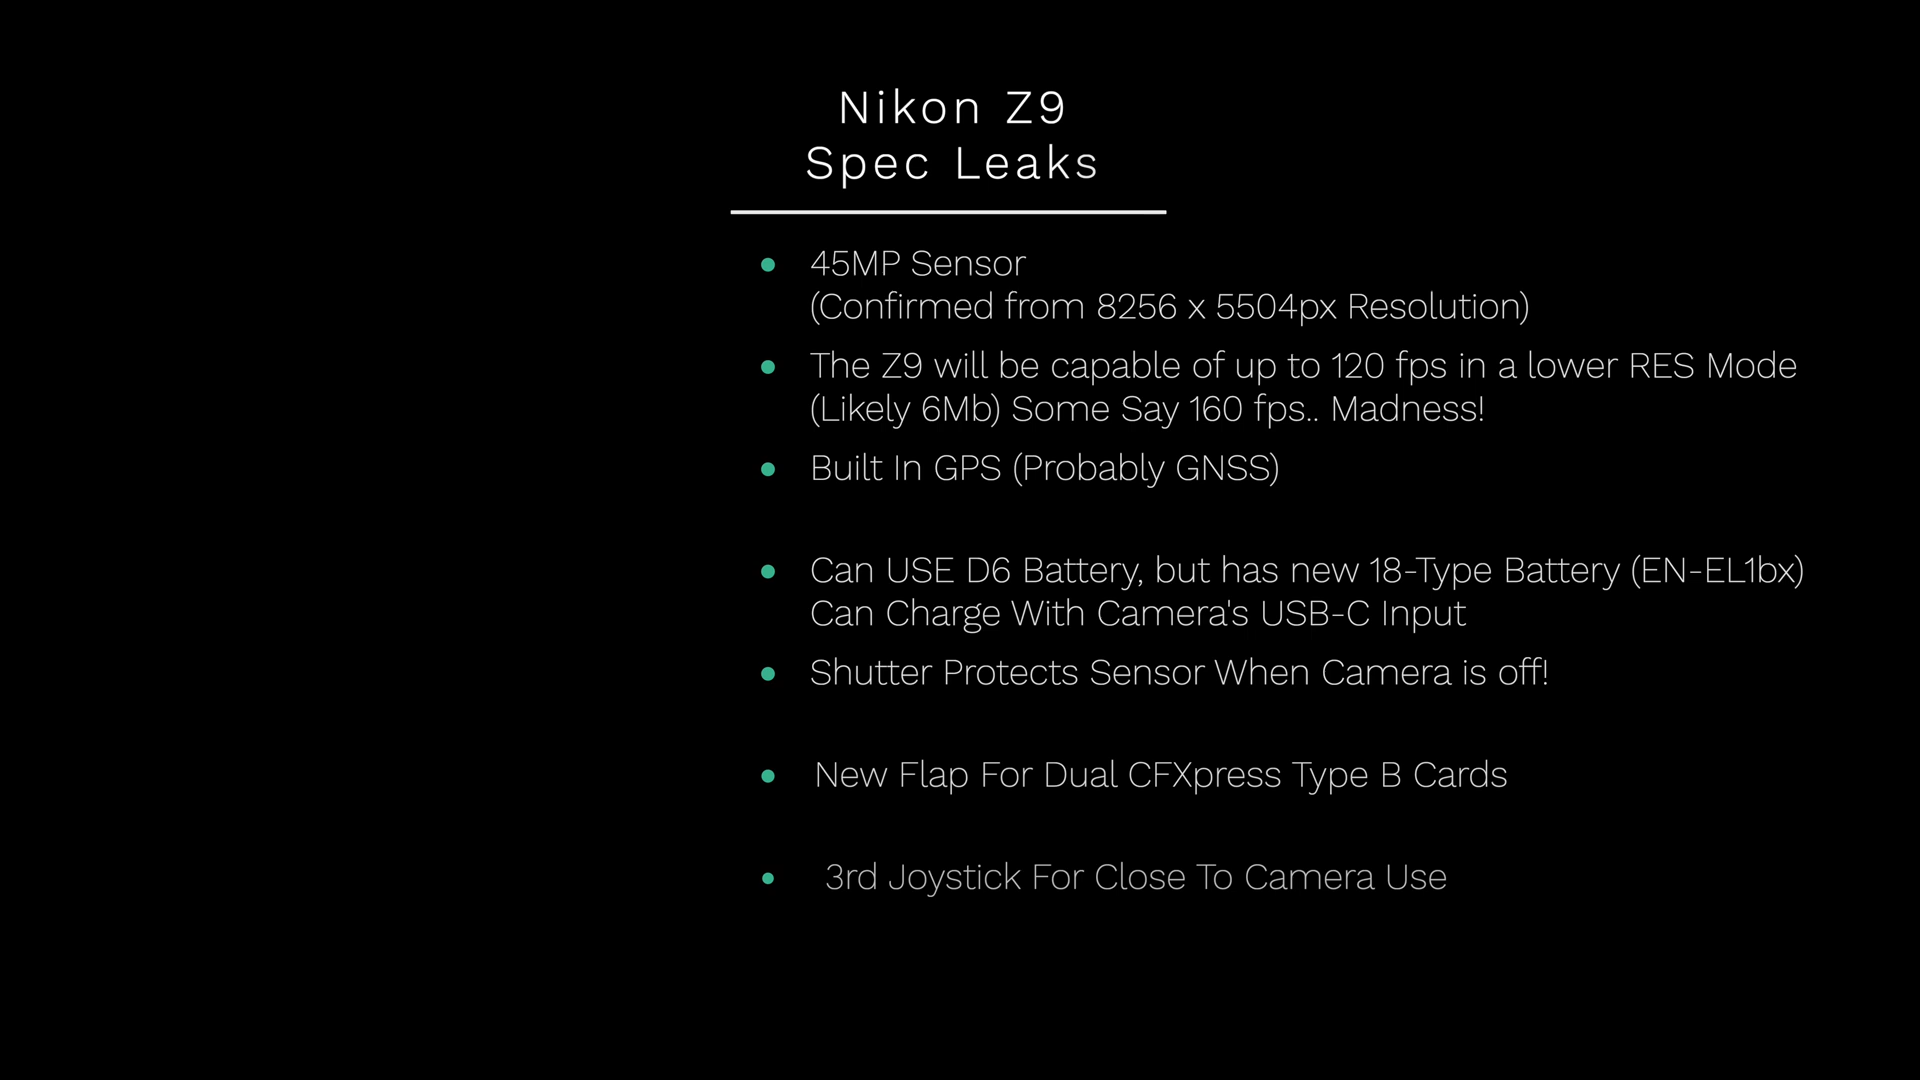 Nikon Z9
Spec Leaks
45MP Sensor
(Confirmed from 8256 x 5504px Resolution)
The Z9 will be capable of up to 120 fps in a lower RES Mode
(Likely 6Mb) Some Say 160 fps.. Madness!
Built In GPS (Probably GNSS)
Can USE D6 Battery, but has new 18-Type Battery (EN-EL1bx)
Can Charge With Camera's USB-C Input
Shutter Protects Sensor When Camera is off!
New Flap For Dual CFXpress Type B Cards
3rd Joystick For Close To Camera Use